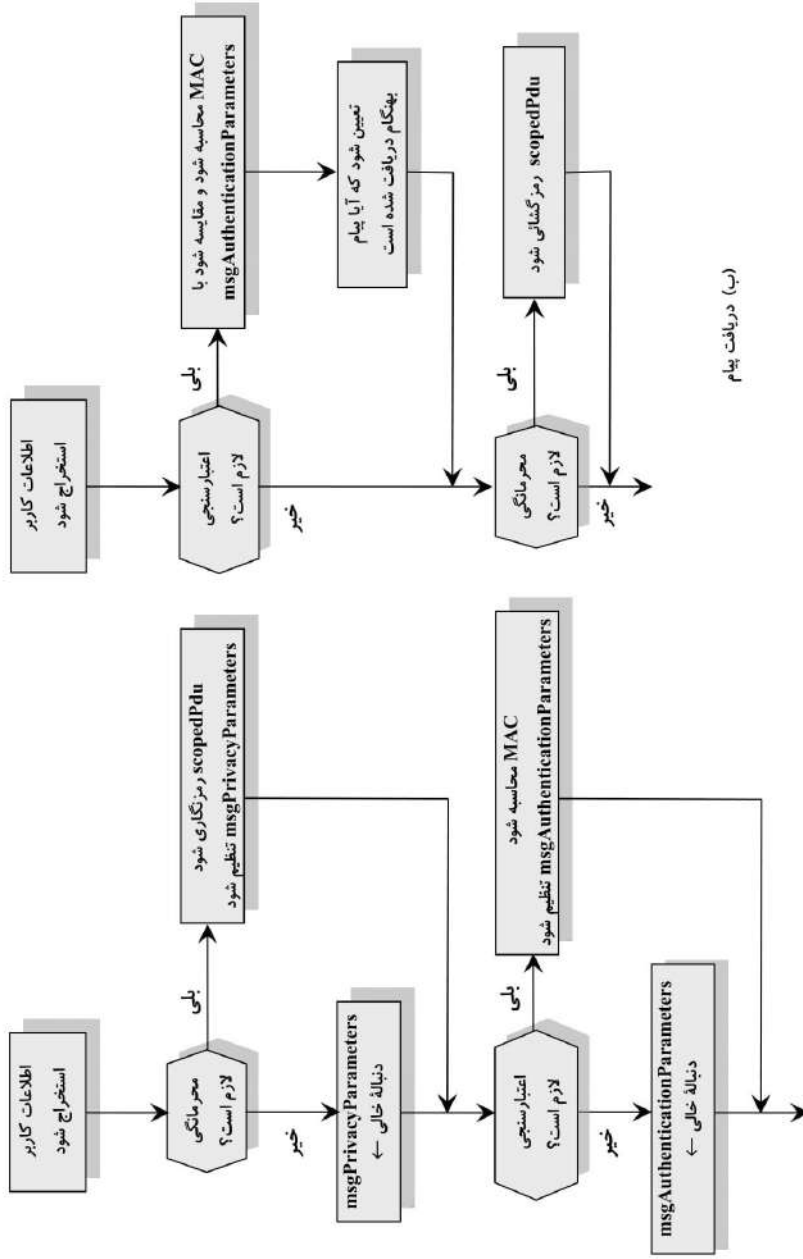 اطلاعات کاربر
استخراج شود
محرمانگی
لازم است؟
بلی
scopedPdu رمزنگاری شود
msgPrivacyParameters تنظیم شود
خیر
msgPrivacyParameters
← دنبالهٔ خالی
اعتبارسنجی
لازم است؟
بلی
MAC محاسبه شود
msgAuthenticationParameters تنظیم شود
خیر
msgAuthenticationParameters
← دنبالهٔ خالی
اطلاعات کاربر
استخراج شود
اعتبارسنجی
لازم است؟
بلی
MAC محاسبه شود و مقایسه شود با
msgAuthenticationParameters
تعیین شود که آیا پیام
بهنگام دریافت شده است
خیر
محرمانگی
لازم است؟
بلی
scopedPdu رمزگشائی شود
خیر
(ب) دریافت پیام